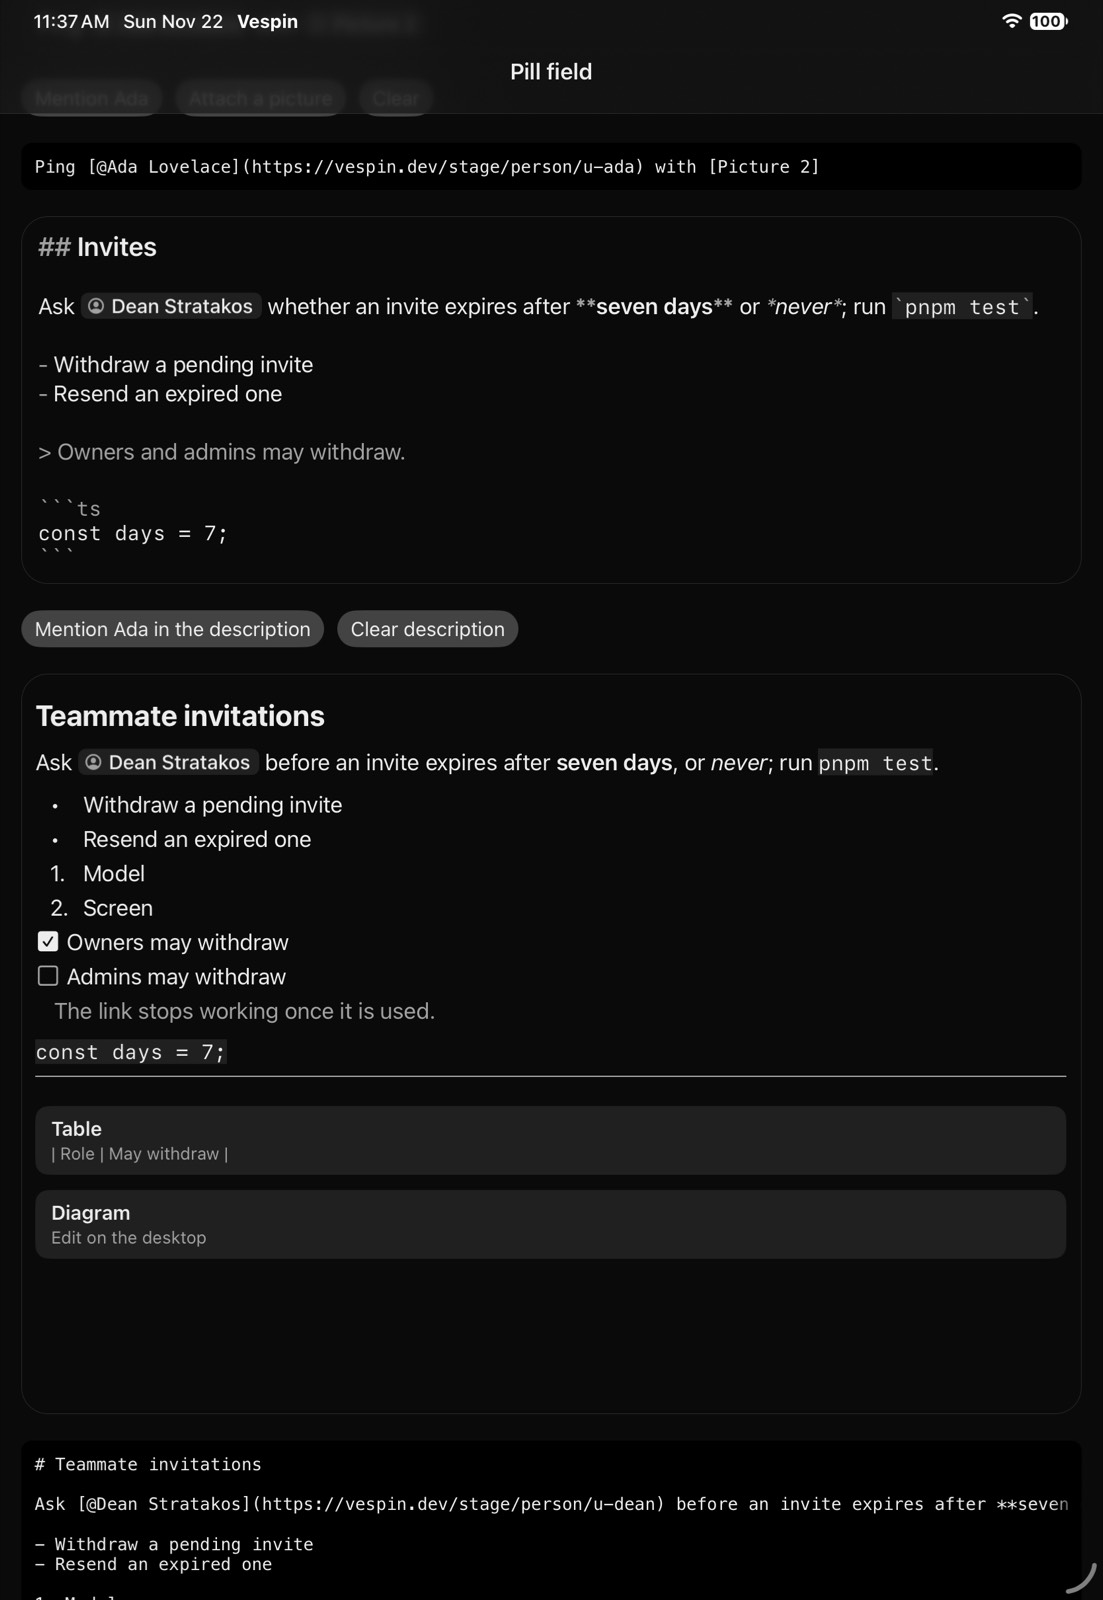 11:37 AM Sun Nov 22 Vespin
100
Pill field
Mention Ada Attach a picture Clear
Ping [@Ada Lovelace](https://vespin.dev/stage/person/u-ada) with [Picture 2]
## Invites
Ask Dean Stratakos whether an invite expires after **seven days** or *never*; run `pnpm test`.
- Withdraw a pending invite
- Resend an expired one
> Owners and admins may withdraw.
```ts
const days = 7;
```
Mention Ada in the description Clear description
Teammate invitations
Ask Dean Stratakos before an invite expires after seven days, or never; run pnpm test.
• Withdraw a pending invite
• Resend an expired one
1. Model
2. Screen
Owners may withdraw
Admins may withdraw
The link stops working once it is used.
const days = 7;
Table
| Role | May withdraw |
Diagram
Edit on the desktop
# Teammate invitations
Ask [@Dean Stratakos](https://vespin.dev/stage/person/u-dean) before an invite expires after **seven
- Withdraw a pending invite
- Resend an expired one